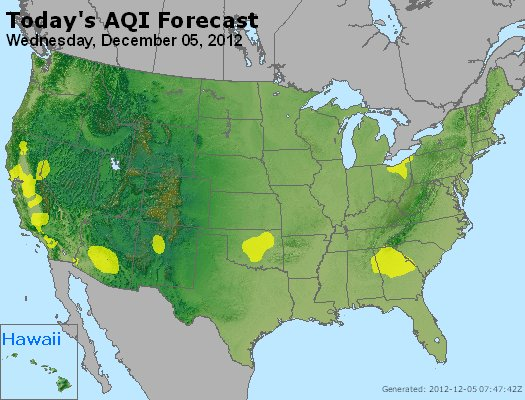 Today's AQI Forecast
Wednesday, December 05, 2012
Hawaii
Generated: 2012-12-05 07:47:42Z